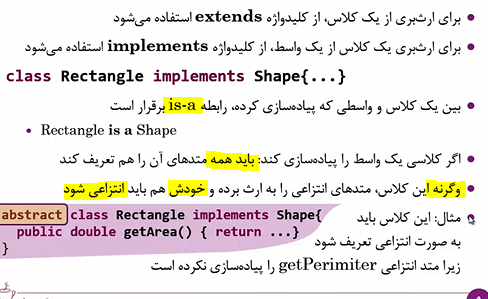 برای ارث‌بری از یک کلاس، از کلیدواژه extends استفاده می‌شود
برای ارث‌بری یک کلاس از یک واسط، از کلیدواژه implements استفاده می‌شود
class Rectangle implements Shape{...}
بین یک کلاس و واسطی که پیاده‌سازی کرده، رابطه is-a برقرار است
Rectangle is a Shape
اگر کلاسی یک واسط را پیاده‌سازی کند: باید همه متدهای آن را هم تعریف کند
وگرنه این کلاس، متدهای انتزاعی را به ارث برده و خودش هم باید انتزاعی شود
مثال: این کلاس باید
به صورت انتزاعی تعریف شود
زیرا متد انتزاعی getPerimiter را پیاده‌سازی نکرده است
abstract class Rectangle implements Shape{
public double getArea() { return ...}
}